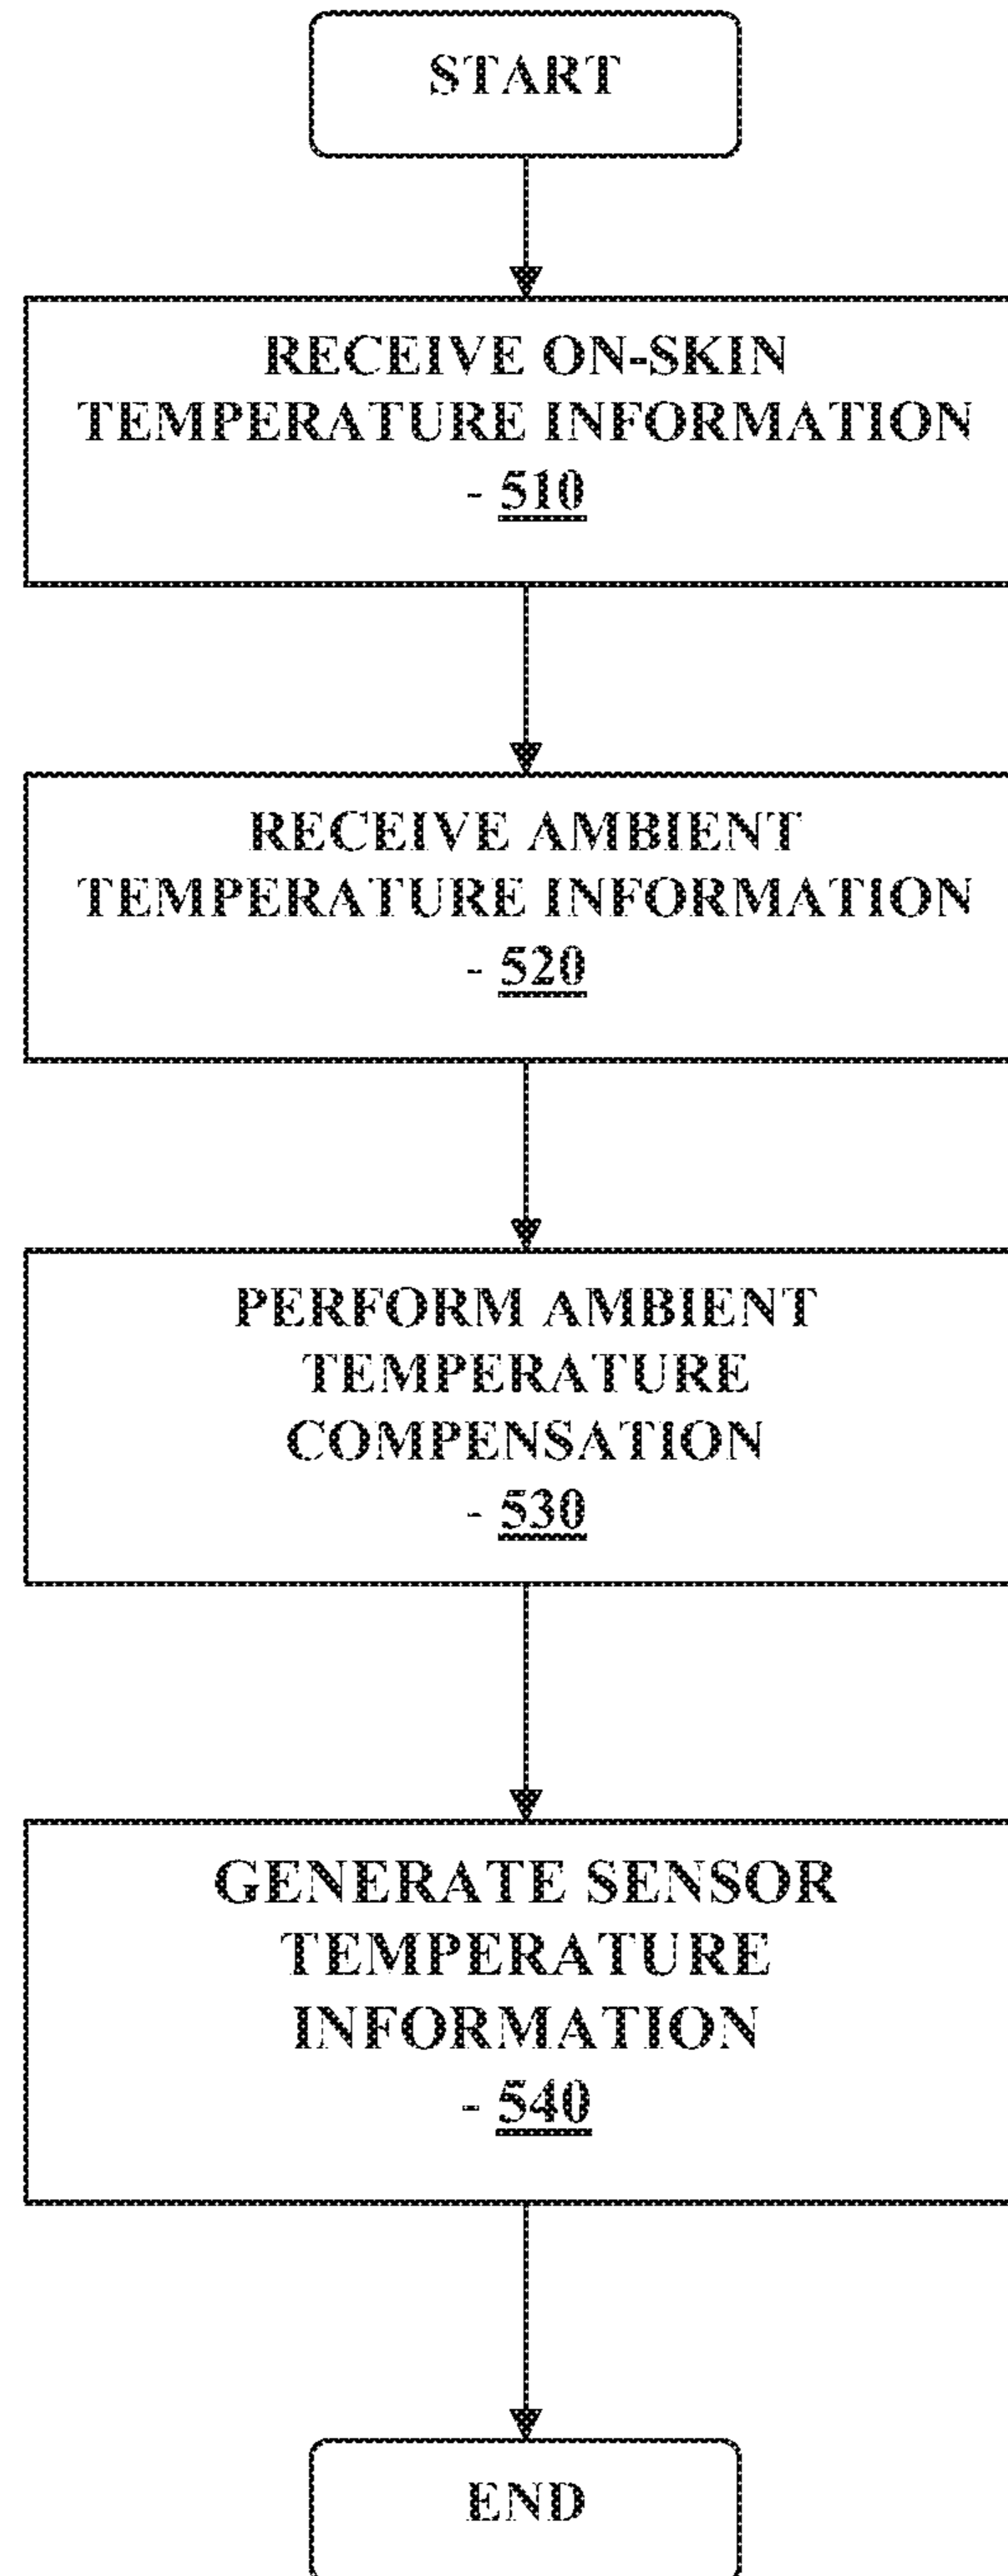 START
RECEIVE ON-SKIN
TEMPERATURE INFORMATION
- 510
RECEIVE AMBIENT
TEMPERATURE INFORMATION
- 520
PERFORM AMBIENT
TEMPERATURE
COMPENSATION
- 530
GENERATE SENSOR
TEMPERATURE
INFORMATION
- 540
END